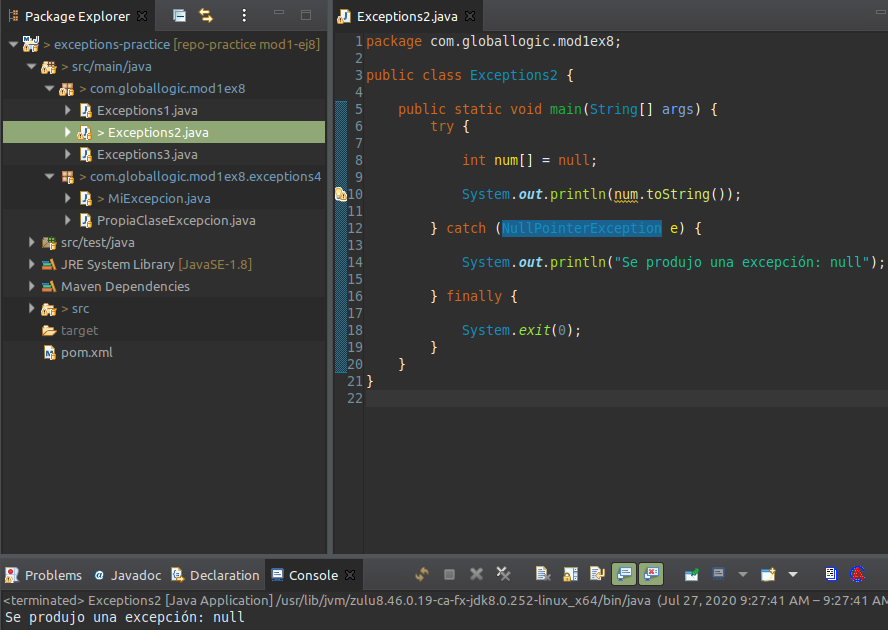 Package Explorer
> exceptions-practice [repo-practice mod1-ej8]
> src/main/java
> com.globallogic.mod1ex8
Exceptions1.java
> Exceptions2.java
Exceptions3.java
> com.globallogic.mod1ex8.exceptions4
> MiExcepcion.java
PropiaClaseExcepcion.java
src/test/java
JRE System Library [JavaSE-1.8]
Maven Dependencies
> src
target
pom.xml
Exceptions2.java
1 package com.globallogic.mod1ex8;
2
3 public class Exceptions2 {
4
5 public static void main(String[] args) {
6 try {
7
8 int num[] = null;
9
10 System.out.println(num.toString());
11
12 } catch (NullPointerException e) {
13
14 System.out.println("Se produjo una excepción: null");
15
16 } finally {
17
18 System.exit(0);
19 }
20 }
21 }
22
Problems @ Javadoc Declaration Console
<terminated> Exceptions2 [Java Application] /usr/lib/jvm/zulu8.46.0.19-ca-fx-jdk8.0.252-linux_x64/bin/java (Jul 27, 2020 9:27:41 AM – 9:27:41 AM
Se produjo una excepción: null